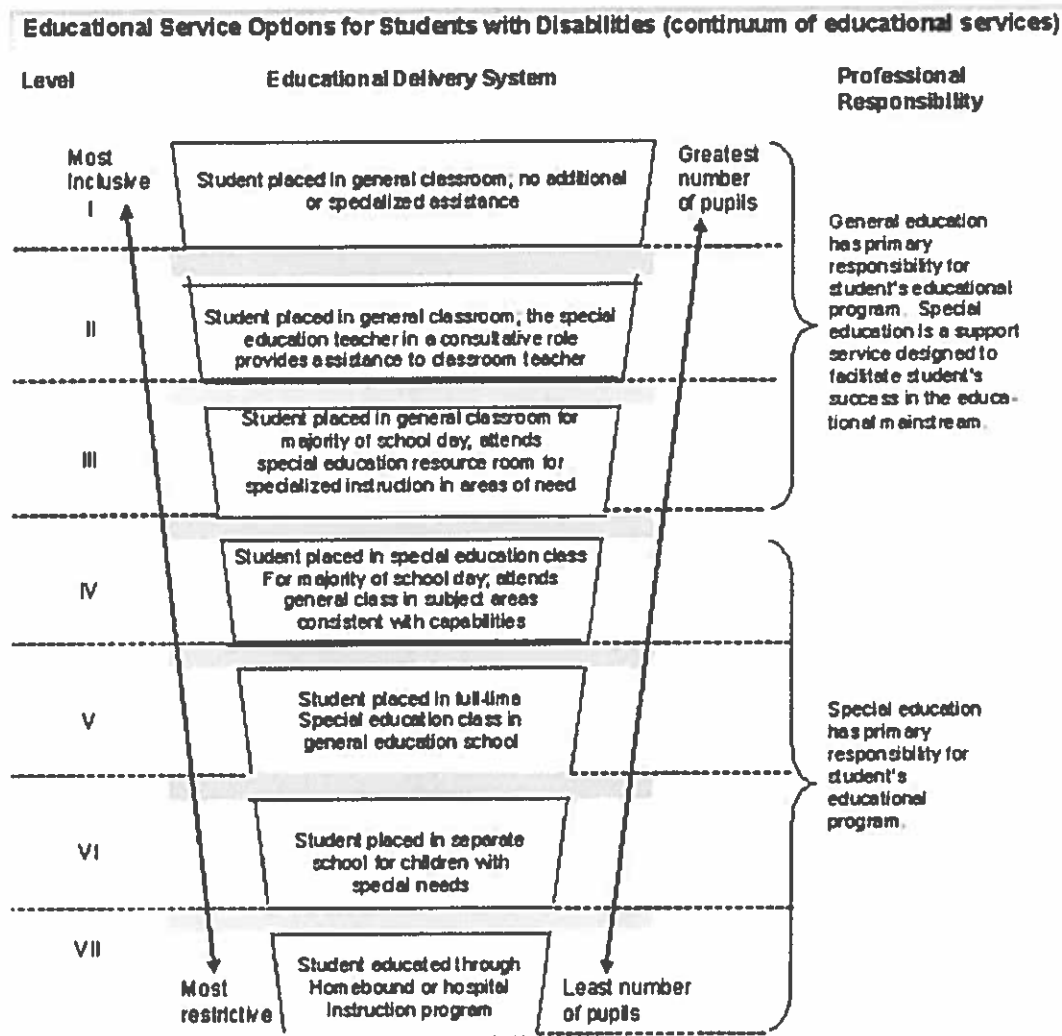 Educational Service Options for Students with Disabilities (continuum of educational services)
Level
Educational Delivery System
Professional
Responsibility
Most
Inclusive
I
Student placed in general classroom; no additional
or specialized assistance
Greatest
number
of pupils
II
Student placed in general classroom; the special
education teacher in a consultative role
provides assistance to classroom teacher
General education
has primary
responsibility for
student's educational
program. Special
education is a support
service designed to
facilitate student's
success in the educa-
tional mainstream.
III
Student placed in general classroom for
majority of school day; attends
special education resource room for
specialized instruction in areas of need
IV
Student placed in special education class
For majority of school day; attends
general class in subject areas
consistent with capabilities
V
Student placed in full-time
Special education class in
general education school
Special education
has primary
responsibility for
student's
educational
program.
VI
Student placed in separate
school for children with
special needs
VII
Most
restrictive
Student educated through
Homebound or hospital
Instruction program
Least number
of pupils